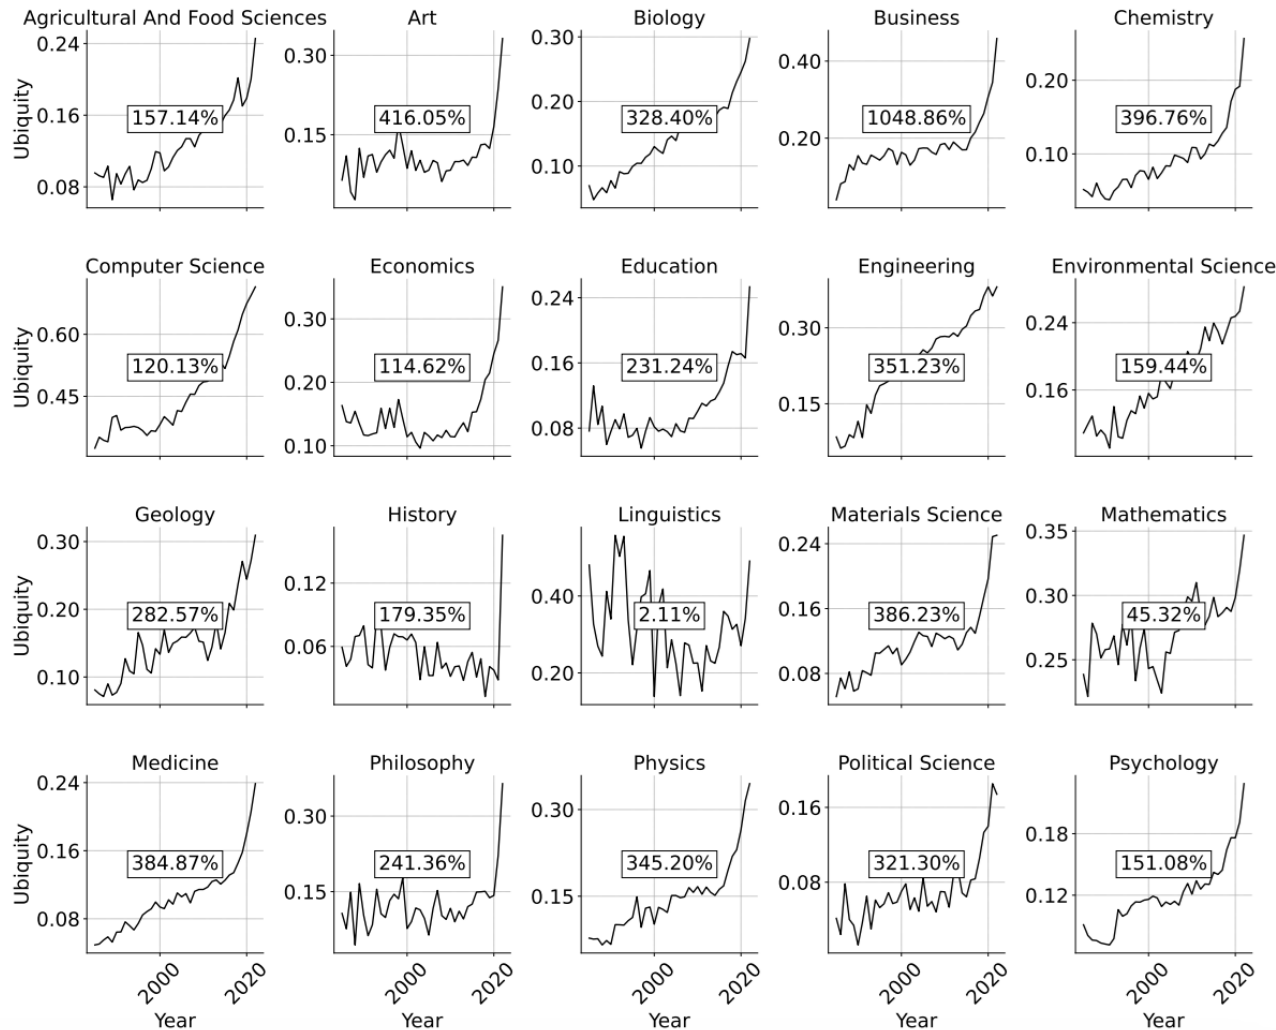 Agricultural And Food Sciences Art Biology Business Chemistry
0.24 0.30 0.30 0.40 0.20
Ubiquity 0.16 157.14% 0.15 416.05% 0.20 328.40% 0.20 1048.86% 0.10 396.76%
0.08 0.10
Computer Science Economics Education Engineering Environmental Science
0.60 0.30 0.24 0.30 0.24
Ubiquity 0.45 120.13% 0.20 114.62% 0.16 231.24% 0.15 351.23% 0.16 159.44%
0.10 0.08
Geology History Linguistics Materials Science Mathematics
0.30 0.12 0.40 0.24 0.35
Ubiquity 0.20 282.57% 0.06 179.35% 0.20 2.11% 0.16 386.23% 0.30 45.32%
0.10 0.08 0.25
Medicine Philosophy Physics Political Science Psychology
0.24 0.30 0.30 0.16 0.18
Ubiquity 0.16 384.87% 0.15 241.36% 0.15 345.20% 0.08 321.30% 0.12 151.08%
0.08
2000 2020 2000 2020 2000 2020 2000 2020 2000 2020
Year Year Year Year Year